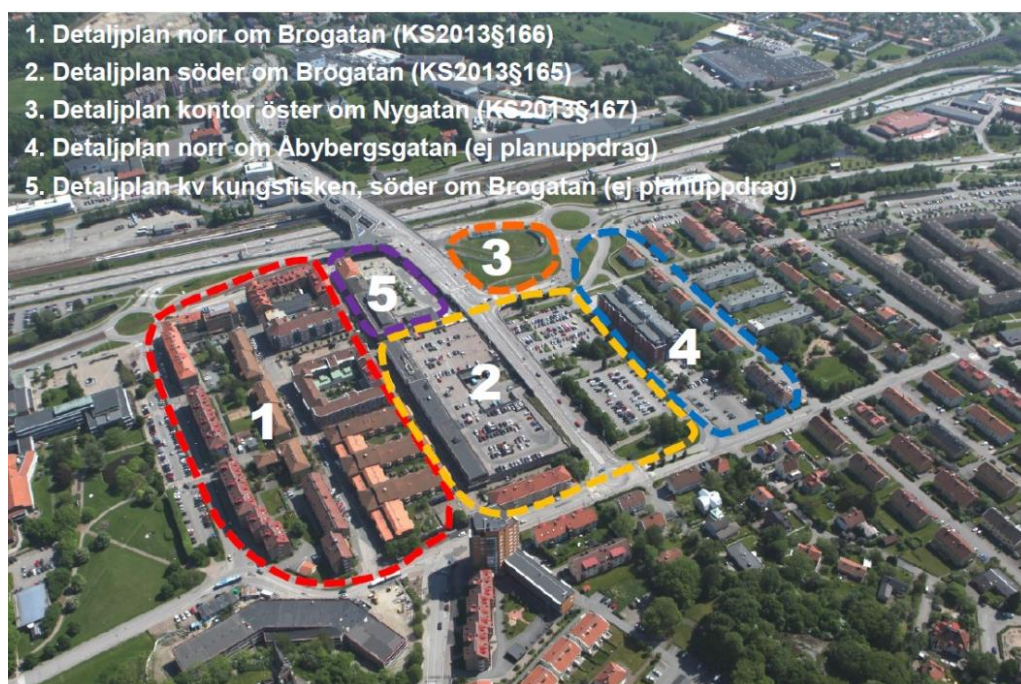 1. Detaljplan norr om Brogatan (KS2013§166)
2. Detaljplan söder om Brogatan (KS2013§165)
3. Detaljplan kontor öster om Nygatan (KS2013§167)
4. Detaljplan norr om Åbybergsgatan (ej planuppdrag)
5. Detaljplan kv kungsfisken, söder om Brogatan (ej planuppdrag)
3
5
4
2
1